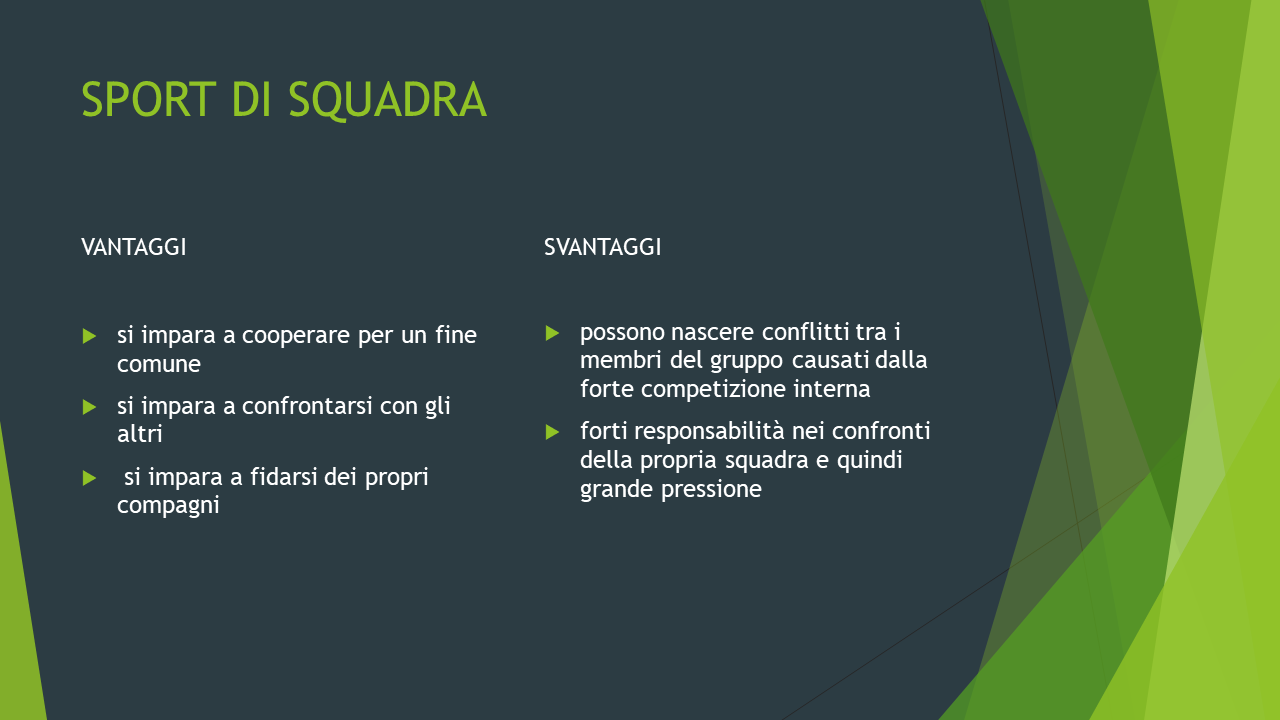 SPORT DI SQUADRA
VANTAGGI
si impara a cooperare per un fine
comune
si impara a confrontarsi con gli
altri
si impara a fidarsi dei propri
compagni
SVANTAGGI
possono nascere conflitti tra i
membri del gruppo causati dalla
forte competizione interna
forti responsabilità nei confronti
della propria squadra e quindi
grande pressione